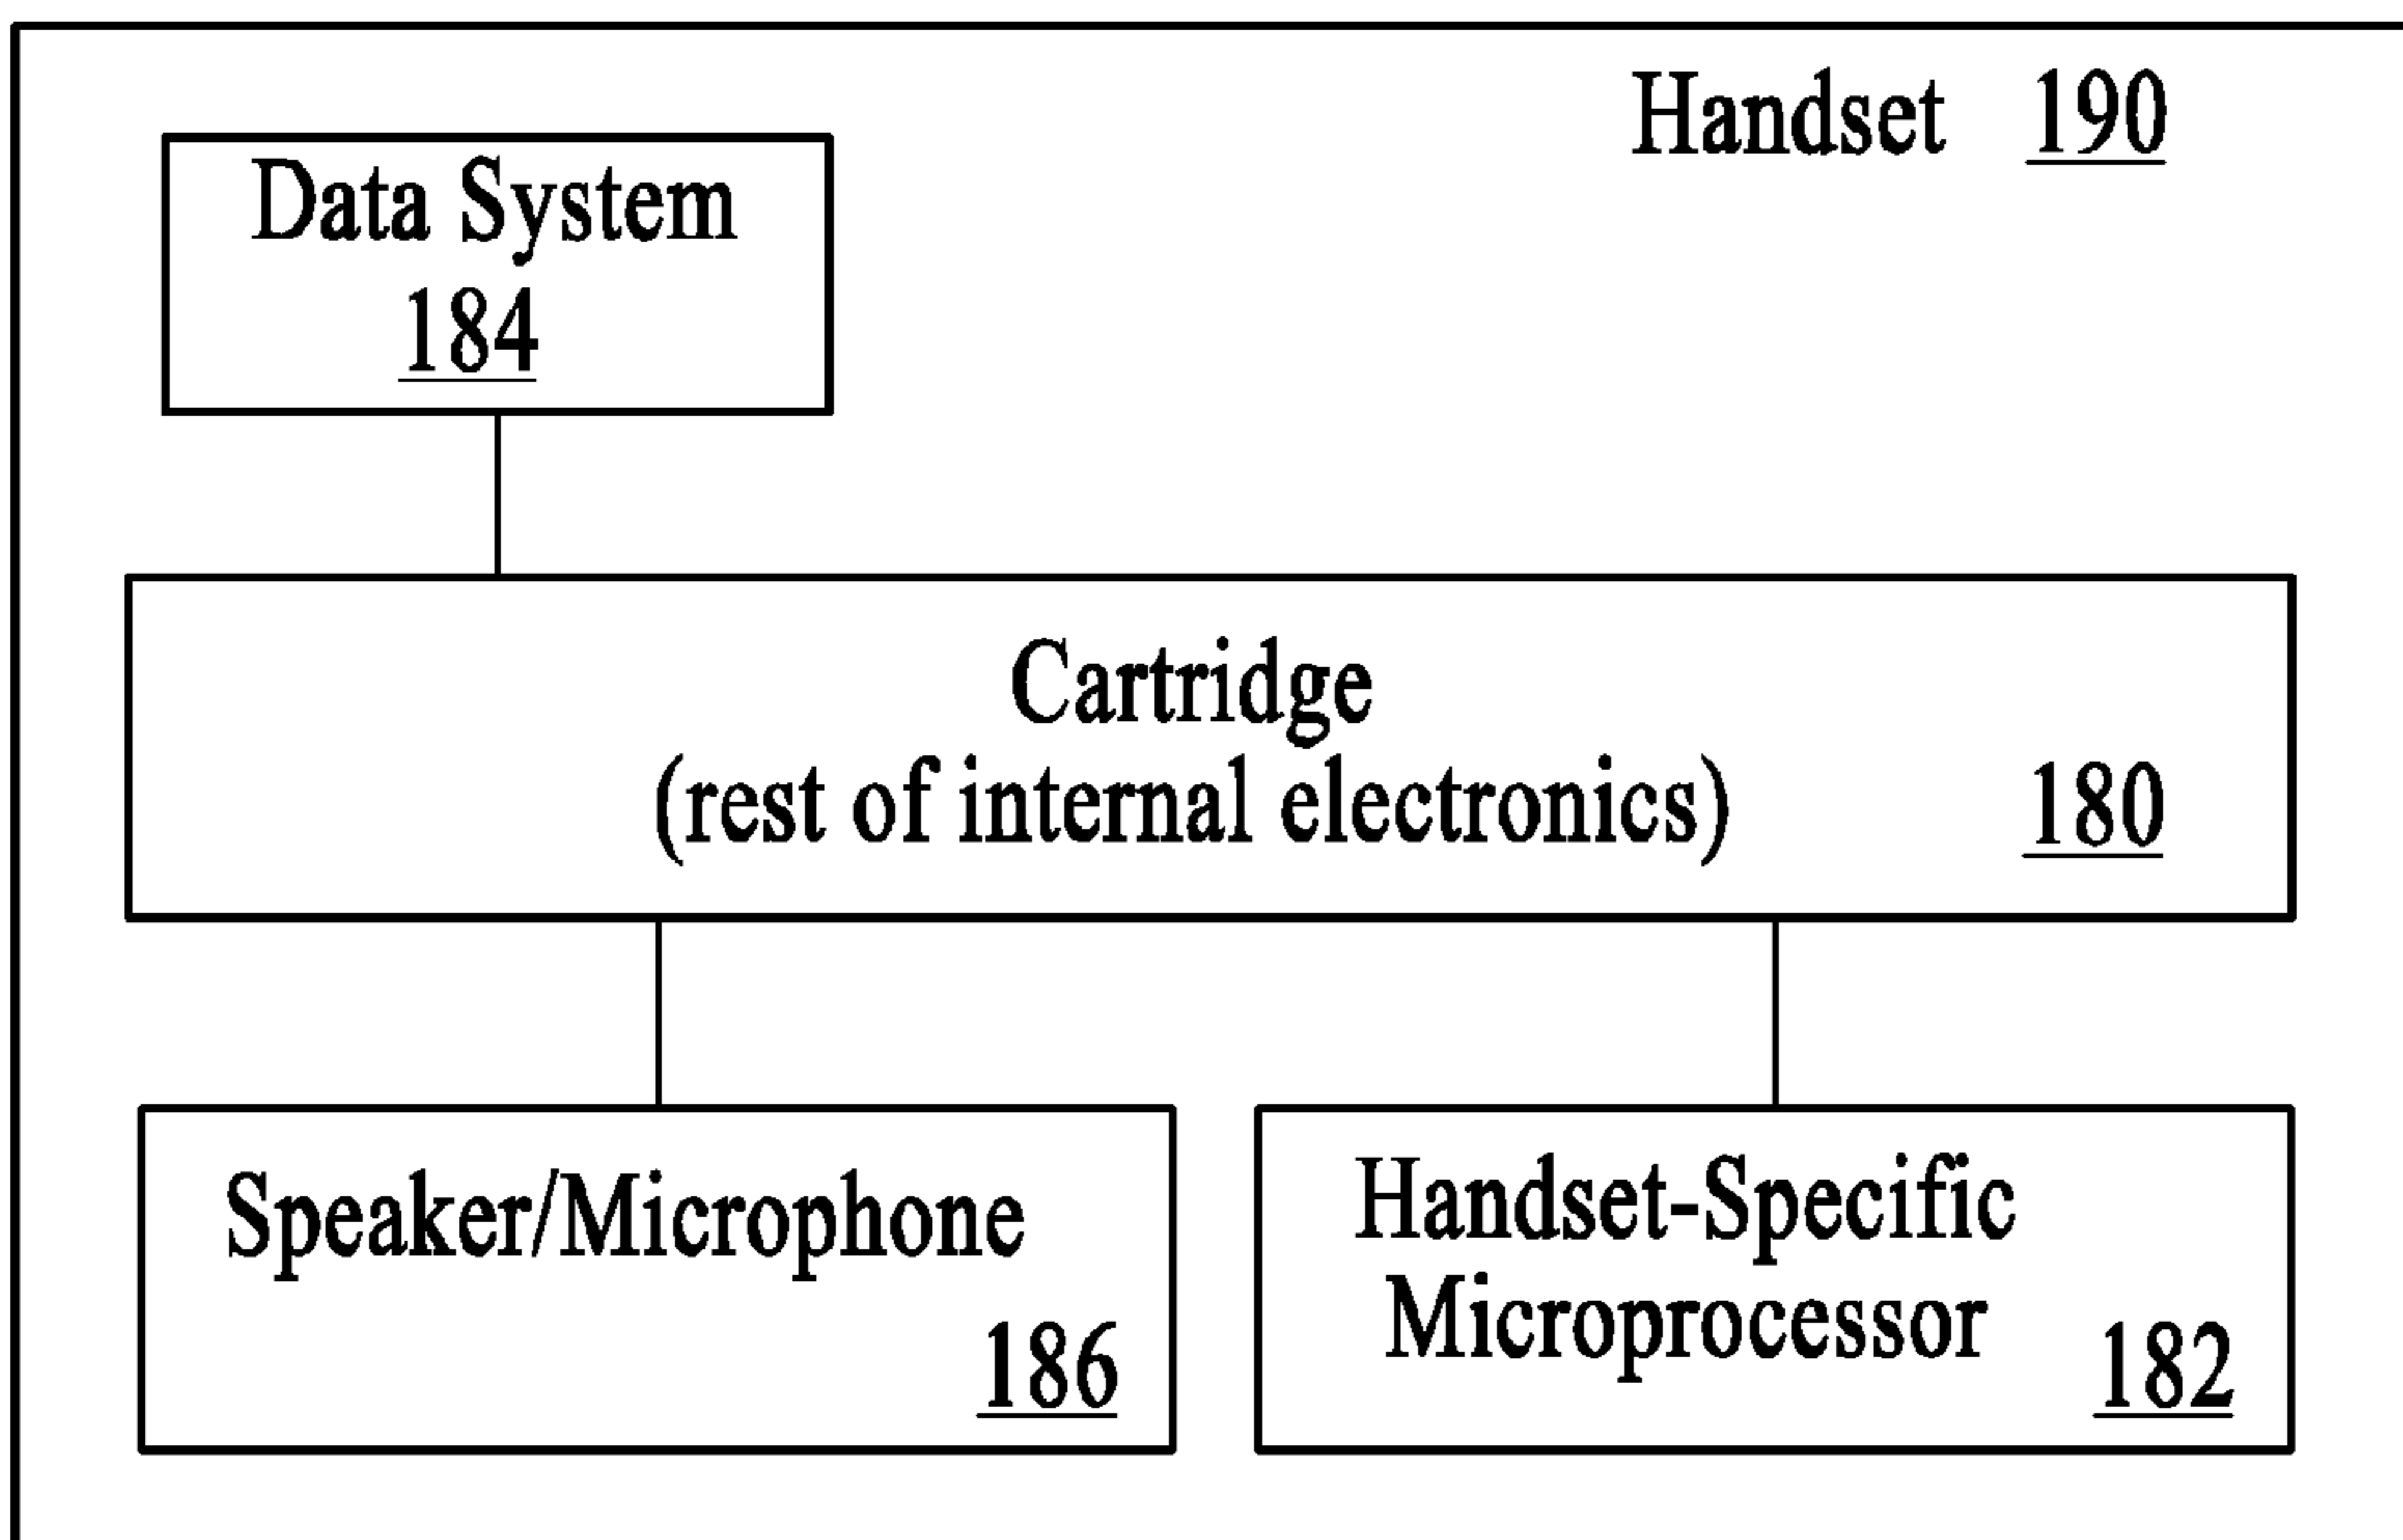 Handset 190
Data System
184
Cartridge
(rest of internal electronics) 180
Speaker/Microphone
186
Handset-Specific
Microprocessor
182